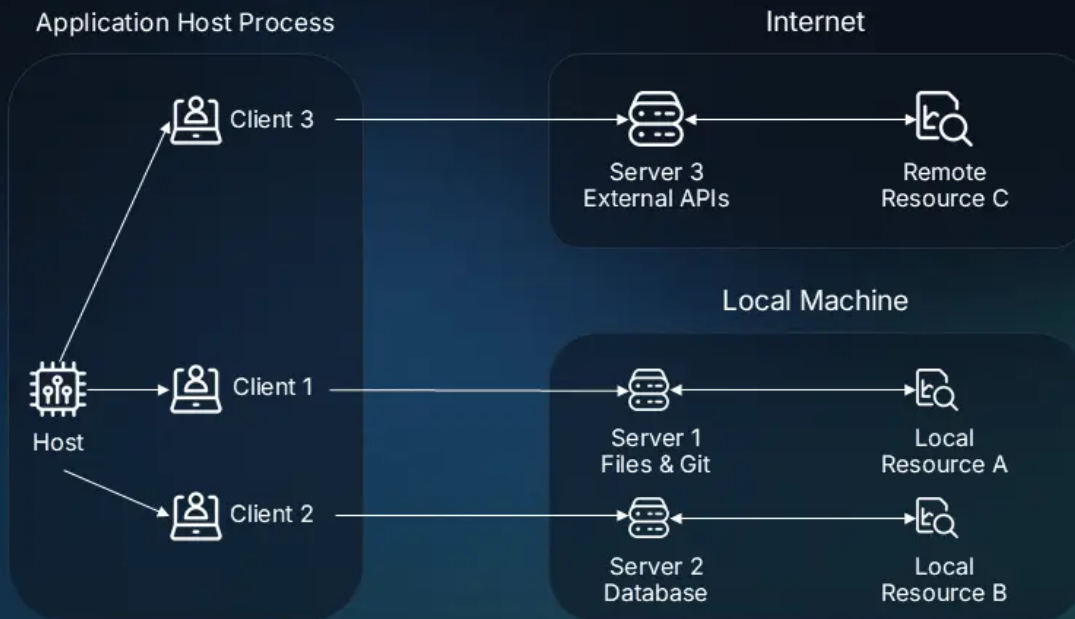 Application Host Process
Internet
Client 3
Server 3
External APIs
Remote
Resource C
Local Machine
Host
Client 1
Server 1
Files & Git
Local
Resource A
Client 2
Server 2
Database
Local
Resource B